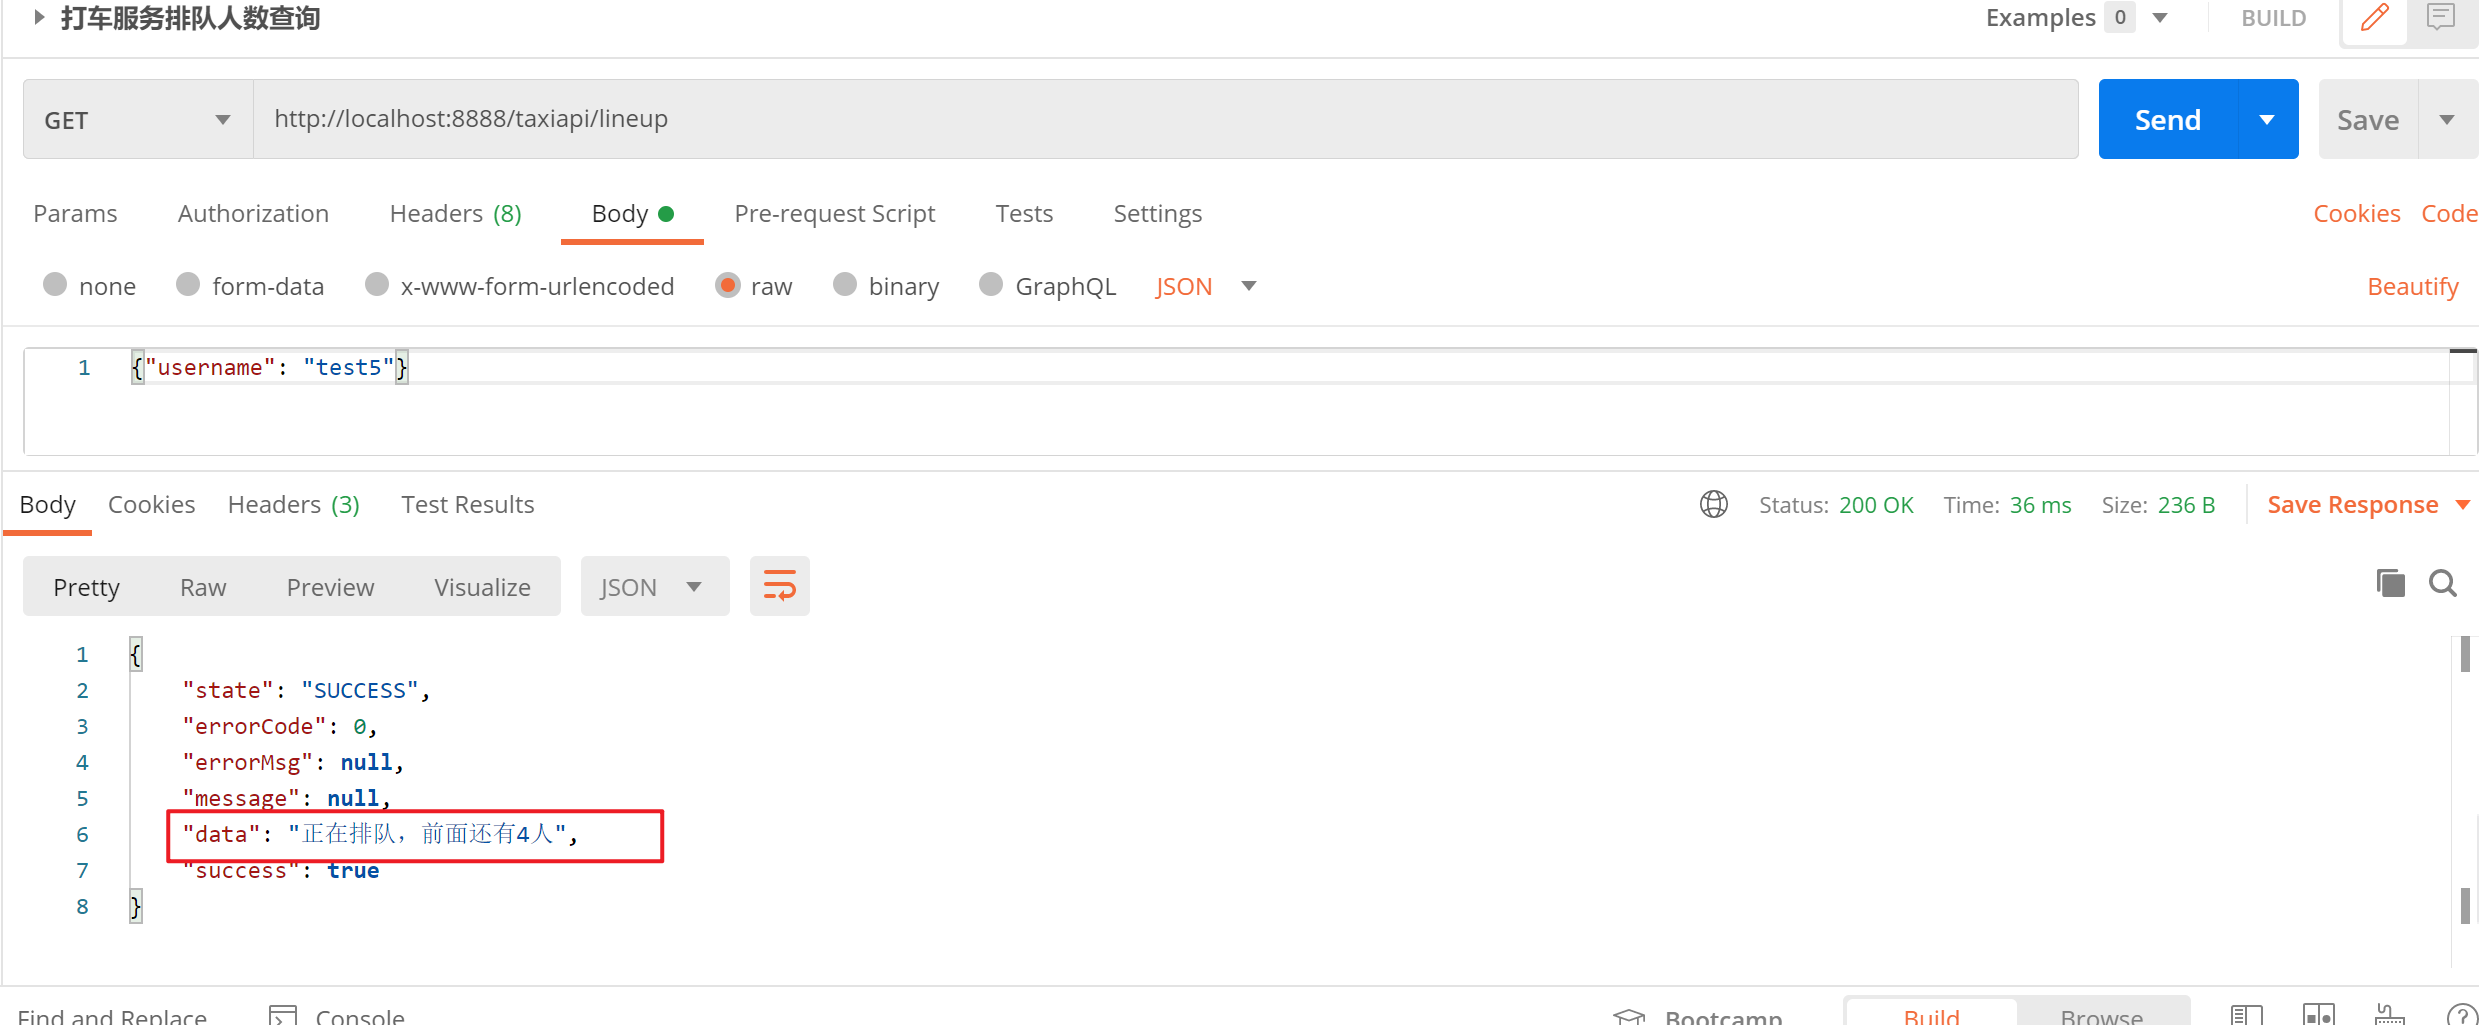 打车服务排队人数查询
Examples 0 BUILD
GET http://localhost:8888/taxiapi/lineup Send Save
Params Authorization Headers (8) Body Pre-request Script Tests Settings Cookies Code
none form-data x-www-form-urlencoded raw binary GraphQL JSON Beautify
1 {"username": "test5"}
Body Cookies Headers (3) Test Results Status: 200 OK Time: 36 ms Size: 236 B Save Response
Pretty Raw Preview Visualize JSON
1 {
2 "state": "SUCCESS",
3 "errorCode": 0,
4 "errorMsg": null,
5 "message": null,
6 "data": "正在排队，前面还有4人",
7 "success": true
8 }
Find and Replace Console Bootcamp Build Browse